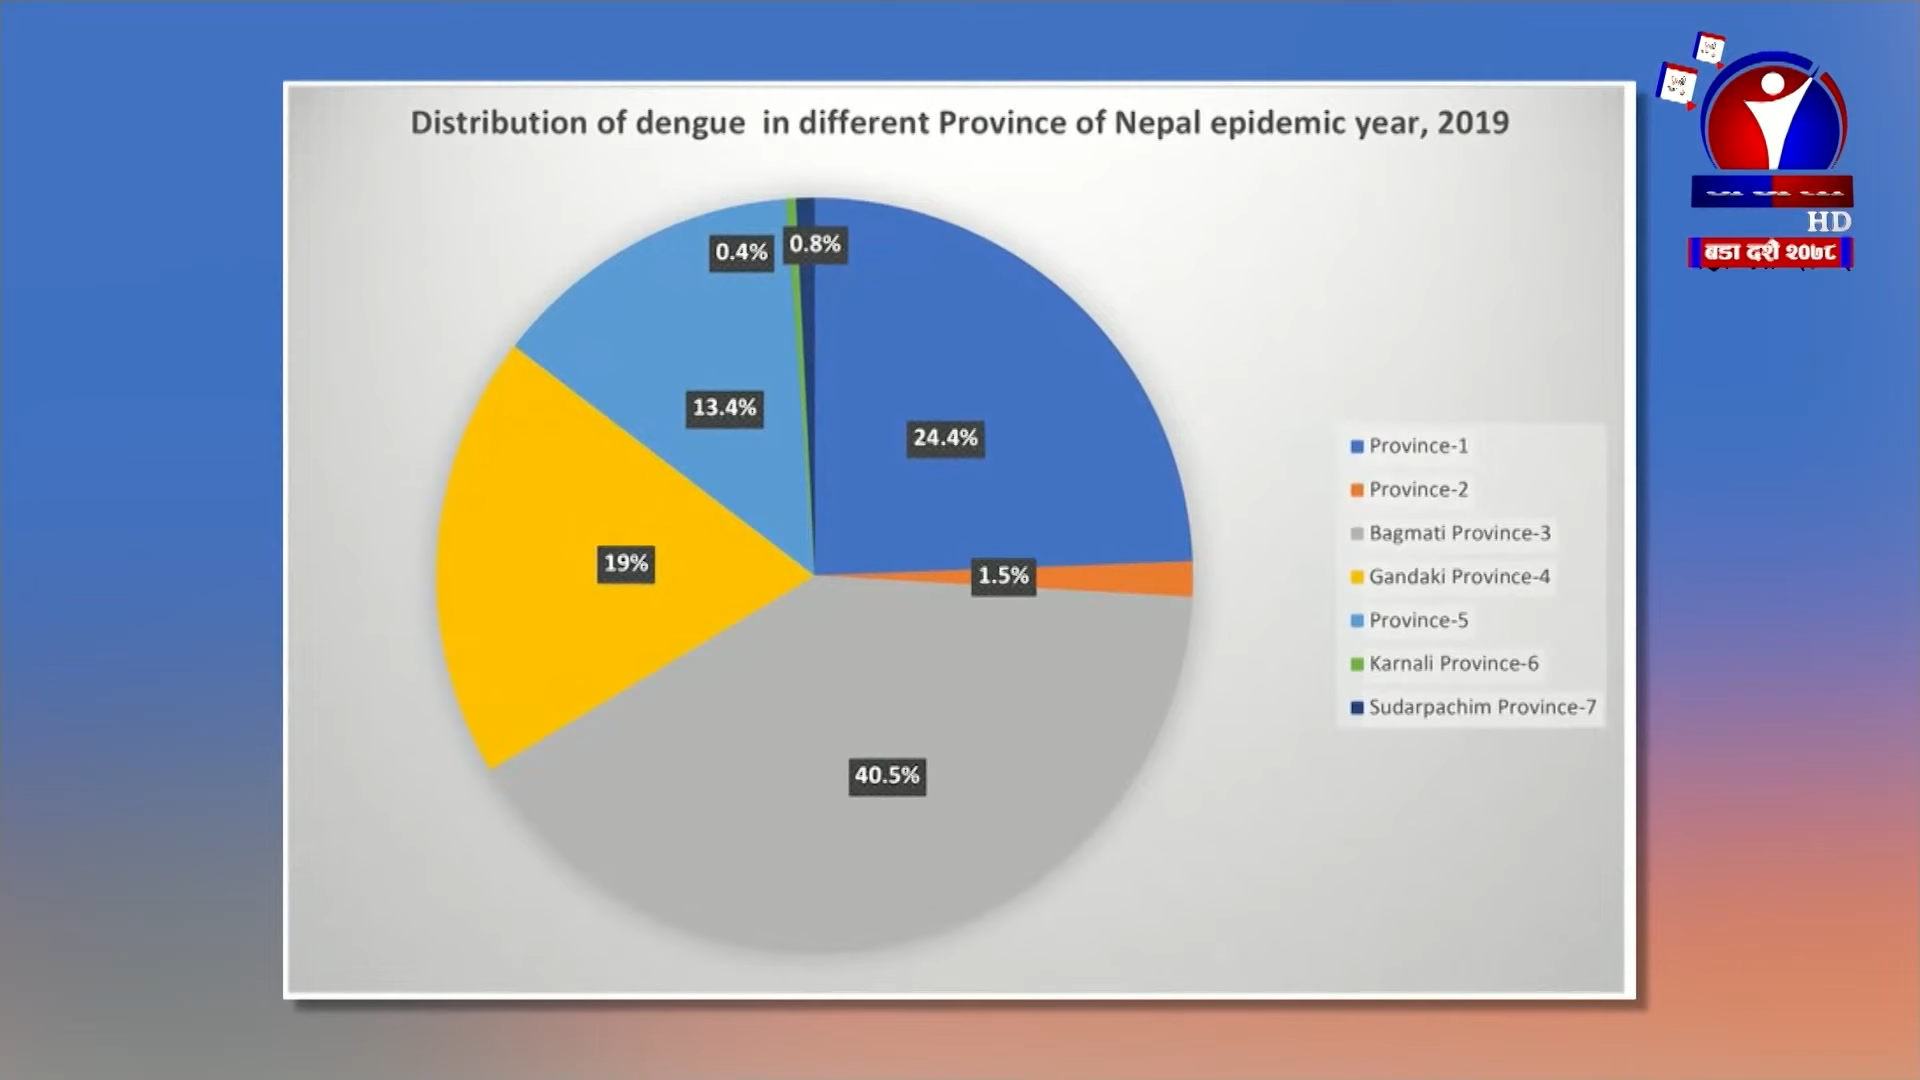 Distribution of dengue in different Province of Nepal epidemic year, 2019
0.4%
0.8%
13.4%
24.4%
19%
1.5%
40.5%
Province-1
Province-2
Bagmati Province-3
Gandaki Province-4
Province-5
Karnali Province-6
Sudarpachim Province-7
HD
बडा दशै २०७८